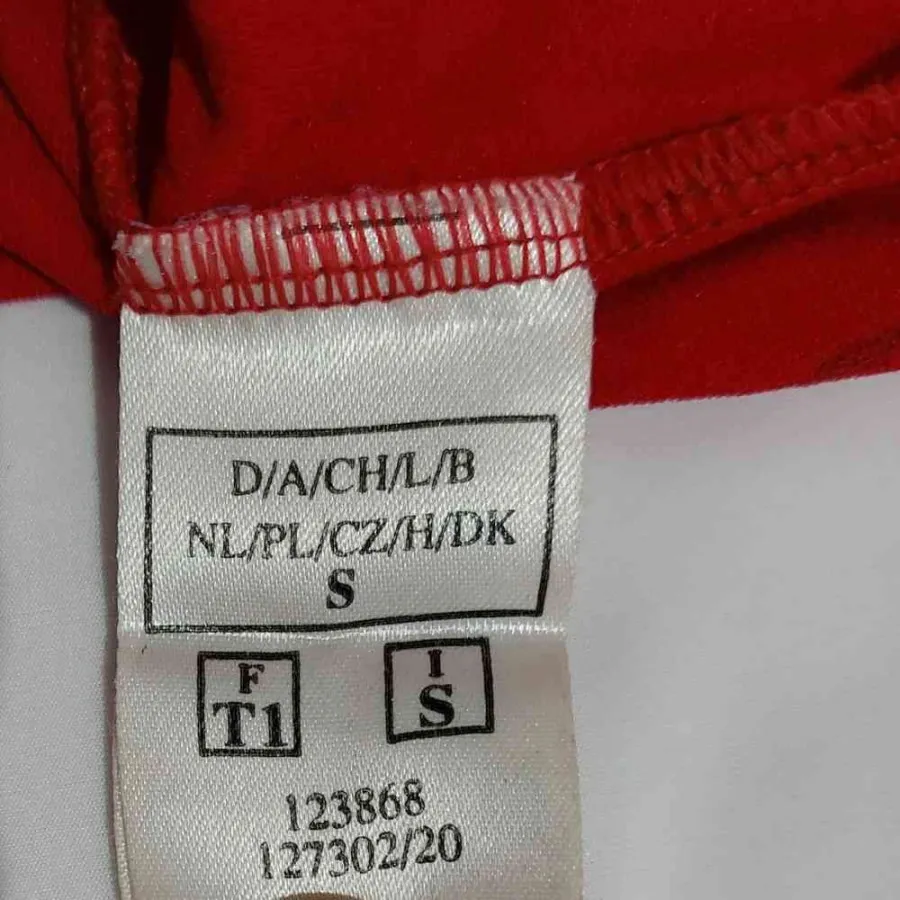 D/A/CH/L/B
NL/PL/CZ/H/DK
S
F
T1
I
S
123868
127302/20